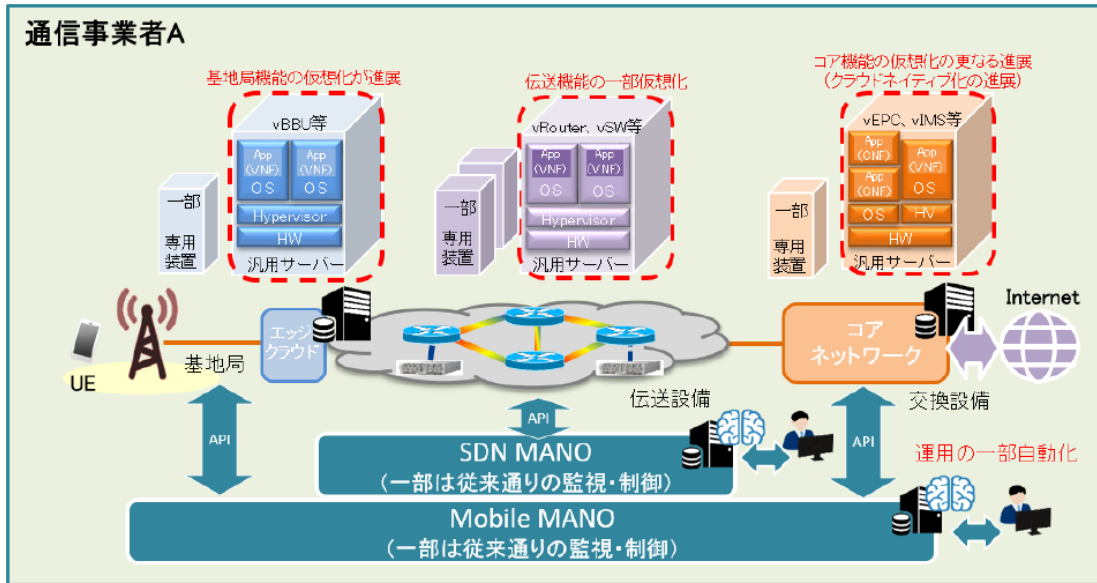 通信事業者A
基地局機能の仮想化が進展
vBBU等
App
(VNF)
OS
App
(VNF)
OS
Hypervisor
HW
汎用サーバー
一部
専用
装置
伝送機能の一部仮想化
vRouter、vSW等
App
(VNF)
OS
App
(VNF)
OS
Hypervisor
HW
汎用サーバー
一部
専用
装置
コア機能の仮想化の更なる進展
(クラウドネイティブ化の進展)
vEPC、vIMS等
App
(CNF)
App
(CNF)
OS
App
(VNF)
OS
HV
HW
汎用サーバー
一部
専用
装置
UE
基地局
エッジ
クラウド
伝送設備
コア
ネットワーク
交換設備
Internet
API
API
API
SDN MANO
(一部は従来通りの監視・制御)
運用の一部自動化
Mobile MANO
(一部は従来通りの監視・制御)